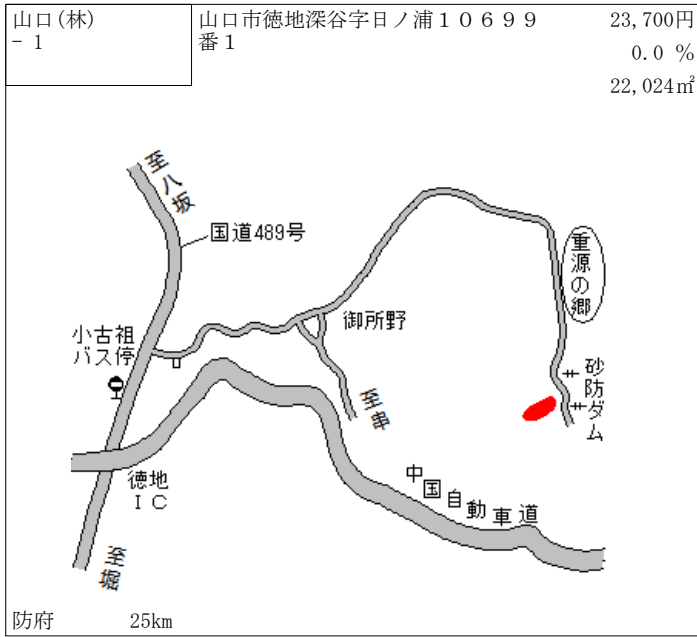 山口(林)
－ 1
山口市徳地深谷字日ノ浦１０６９９
番１
23,700円
0.0 %
22,024㎡
至八坂
国道489号
重源の郷
御所野
小古祖
バス停
砂防ダム
至串
徳地
ＩＣ
中国自動車道
至堀
防府 25km